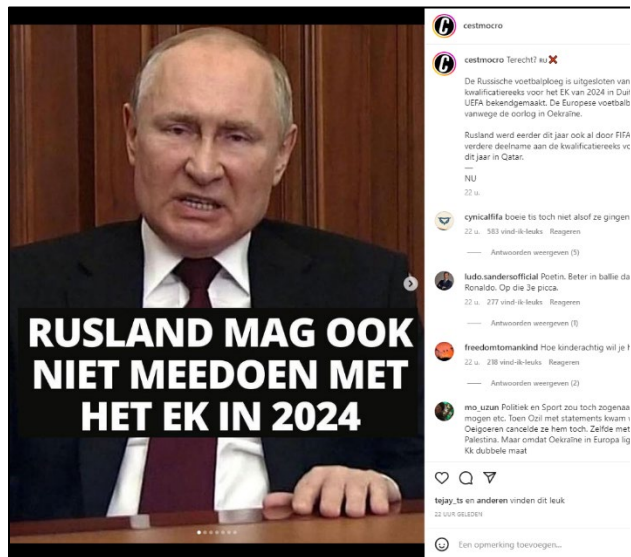 RUSLAND MAG OOK
NIET MEEDOEN MET
HET EK IN 2024
cestmocro
cestmocro Terecht? RU❌
De Russische voetbalploeg is uitgesloten van
kwalificatiereeks voor het EK van 2024 in Dui
UEFA bekendgemaakt. De Europese voetbalb
vanwege de oorlog in Oekraïne.
Rusland werd eerder dit jaar ook al door FIFA
verdere deelname aan de kwalificatiereeks vo
dit jaar in Qatar.
—
NU
22 u.
cynicalfifa boeie tis toch niet alsof ze gingen
22 u. 583 vind-ik-leuks Reageren
Antwoorden weergeven (5)
ludo.sandersofficial Poetin. Beter in ballie da
Ronaldo. Op die 3e picca.
22 u. 277 vind-ik-leuks Reageren
Antwoorden weergeven (1)
freedomtomankind Hoe kinderachtig wil je h
22 u. 218 vind-ik-leuks Reageren
Antwoorden weergeven (2)
mo_uzun Politiek en Sport zou toch zogenaa
mogen etc. Toen Ozil met statements kwam v
Oeigoeren cancelde ze hem toch. Zelfde met
Palestina. Maar omdat Oekraïne in Europa lig
Kk dubbele maat
tejay_ts en anderen vinden dit leuk
22 UUR GELEDEN
Een opmerking toevoegen...